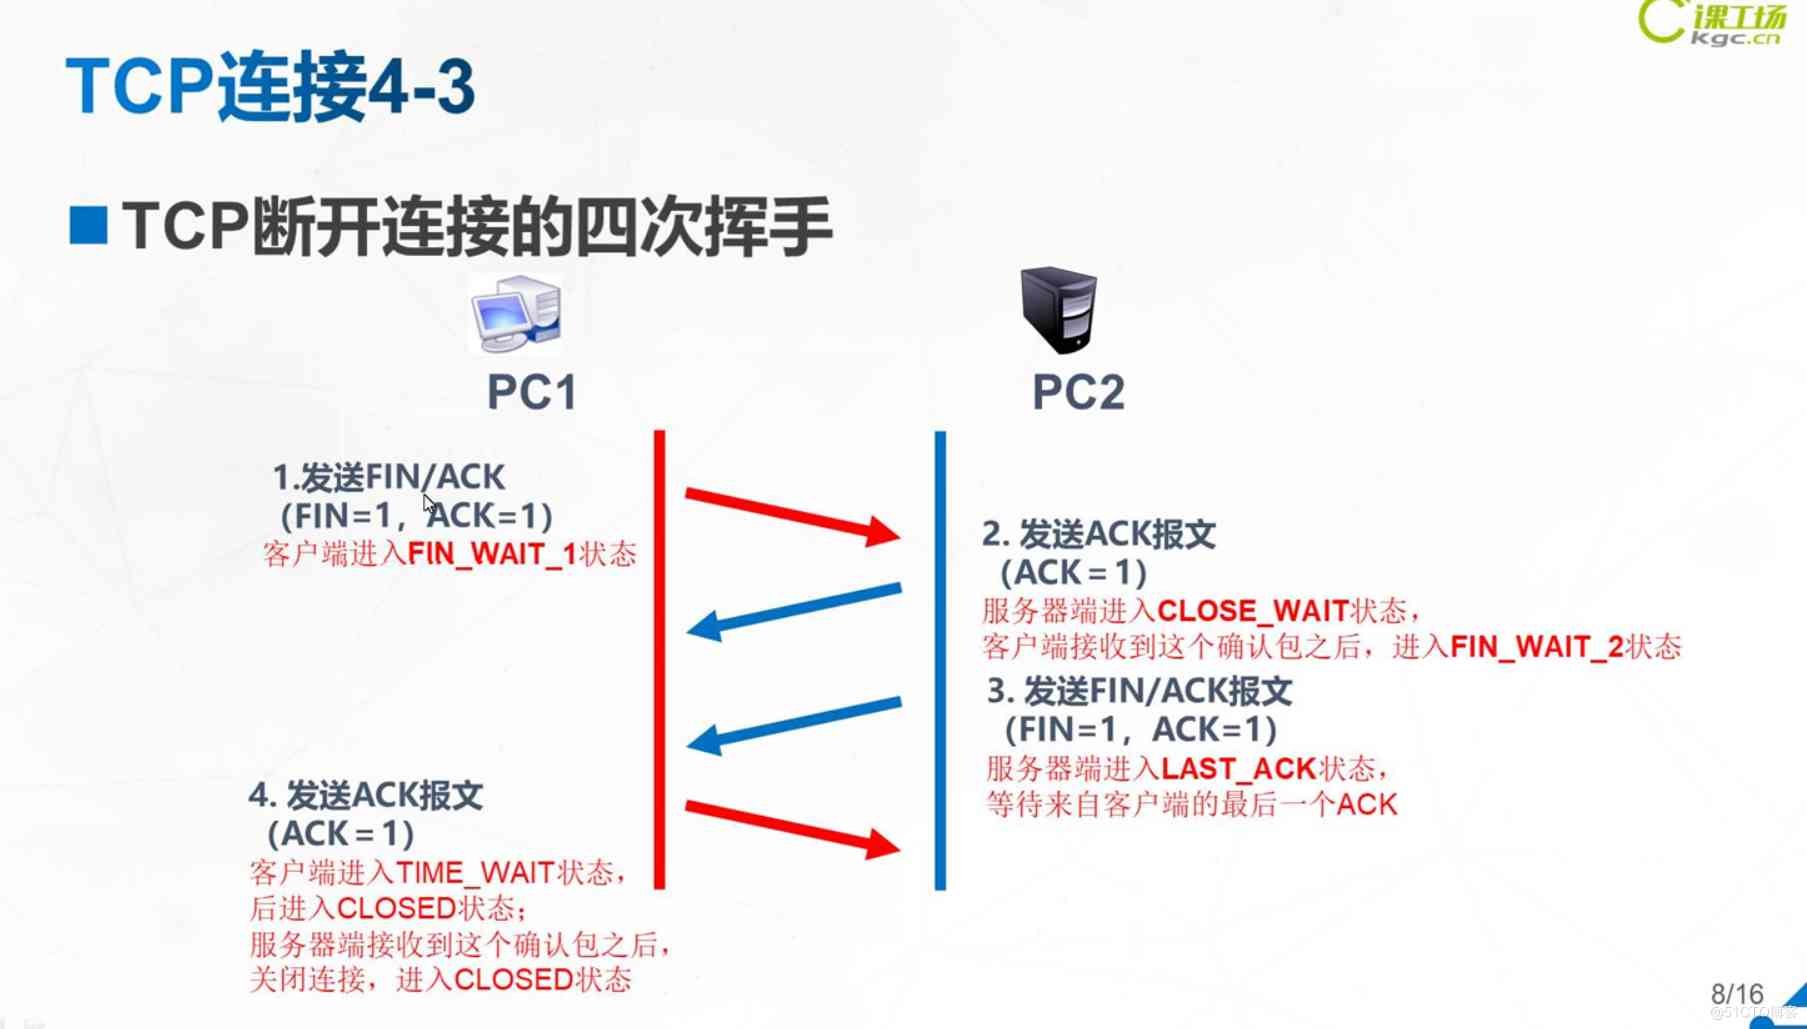 课工场
kgc.cn
TCP连接4-3
TCP断开连接的四次挥手
PC1
PC2
1.发送FIN/ACK
(FIN=1，ACK=1)
客户端进入FIN_WAIT_1状态
2. 发送ACK报文
(ACK = 1)
服务器端进入CLOSE_WAIT状态，
客户端接收到这个确认包之后，进入FIN_WAIT_2状态
3. 发送FIN/ACK报文
(FIN=1，ACK=1)
服务器端进入LAST_ACK状态，
等待来自客户端的最后一个ACK
4. 发送ACK报文
(ACK = 1)
客户端进入TIME_WAIT状态，
后进入CLOSED状态；
服务器端接收到这个确认包之后，
关闭连接，进入CLOSED状态
8/16
@51CTO博客